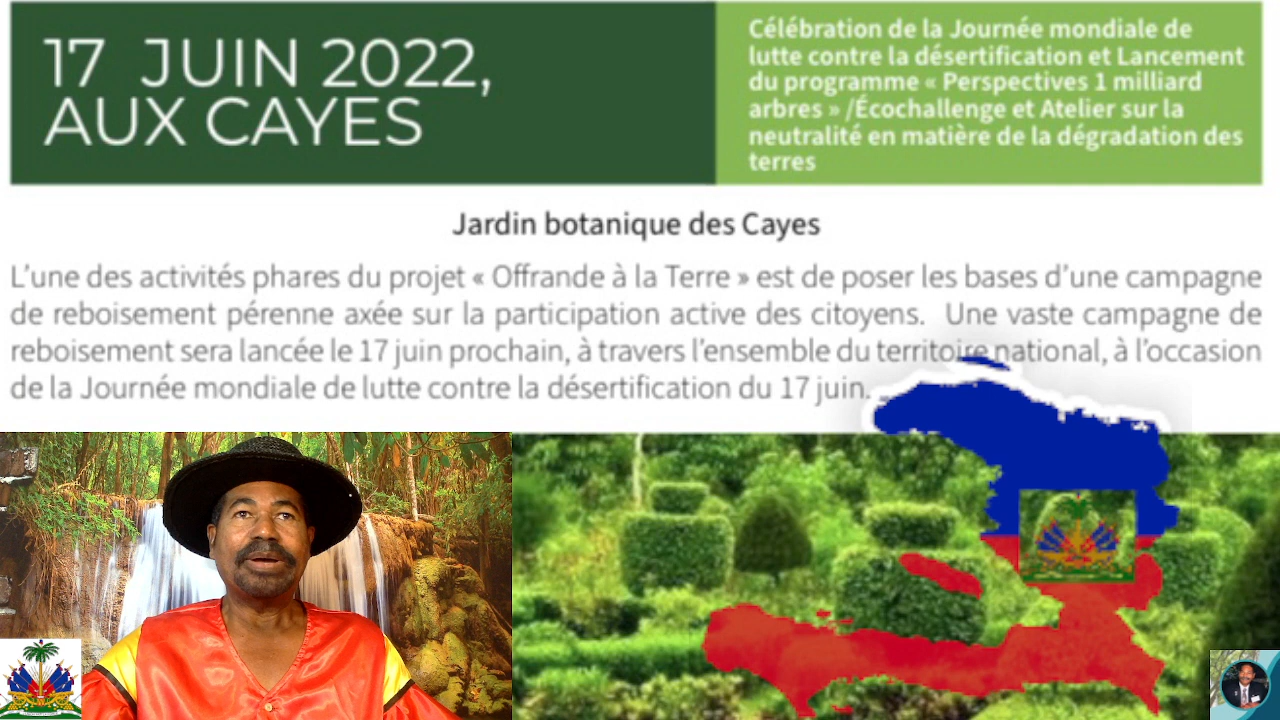 17 JUIN 2022,
AUX CAYES
Célébration de la Journée mondiale de
lutte contre la désertification et Lancement
du programme « Perspectives 1 milliard
arbres » /Écochallenge et Atelier sur la
neutralité en matière de la dégradation des
terres
Jardin botanique des Cayes
L’une des activités phares du projet « Offrande à la Terre » est de poser les bases d’une campagne
de reboisement pérenne axée sur la participation active des citoyens. Une vaste campagne de
reboisement sera lancée le 17 juin prochain, à travers l’ensemble du territoire national, à l’occasion
de la Journée mondiale de lutte contre la désertification du 17 juin.